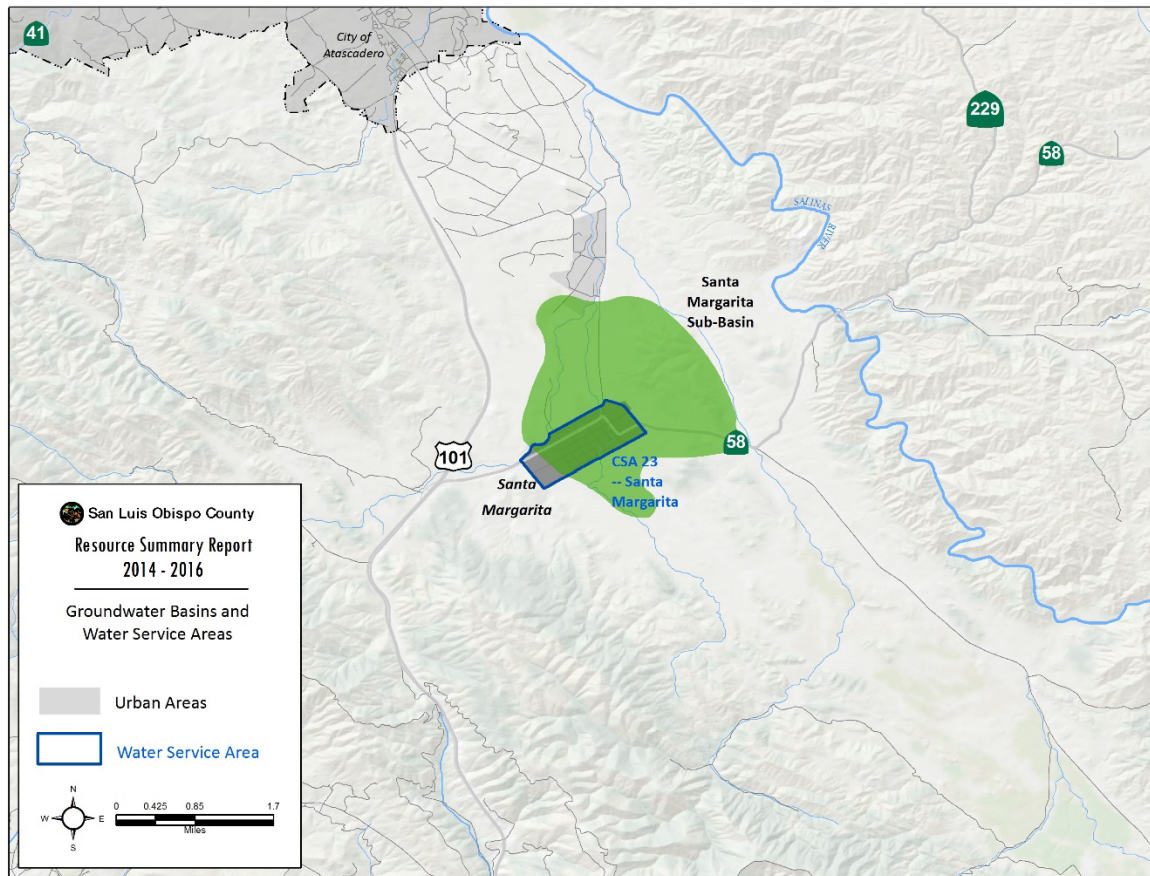 41
City of
Atascadero
229
58
SALINAS
RIVER
Santa
Margarita
Sub-Basin
101
58
CSA 23
-- Santa
Margarita
Santa
Margarita
San Luis Obispo County
Resource Summary Report
2014 - 2016
Groundwater Basins and
Water Service Areas
Urban Areas
Water Service Area
N
W E
S
0 0.425 0.85 1.7
Miles